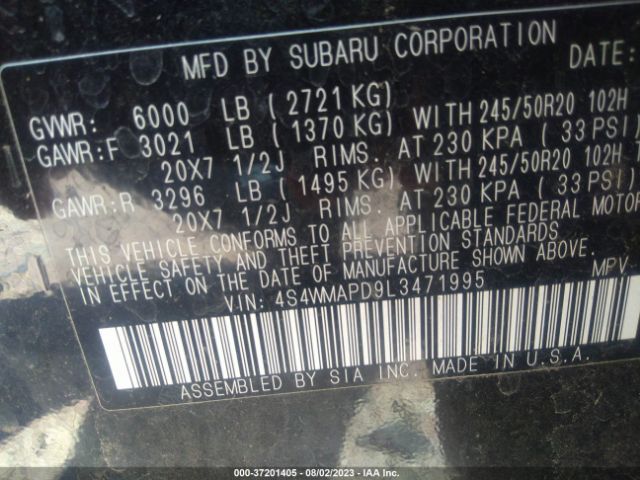 MFD BY SUBARU CORPORATION DATE:
GVWR: 6000 LB ( 2721 KG)
GAWR:F 3021 LB ( 1370 KG) WITH 245/50R20 102H
20X7 1/2J RIMS. AT 230 KPA ( 33 PSI
GAWR:R 3296 LB ( 1495 KG) WITH 245/50R20 102H
20X7 1/2J RIMS. AT 230 KPA ( 33 PSI)
THIS VEHICLE CONFORMS TO ALL APPLICABLE FEDERAL MOTOR
VEHICLE SAFETY AND THEFT PREVENTION STANDARDS
IN EFFECT ON THE DATE OF MANUFACTURE SHOWN ABOVE.
VIN: 4S4WMAPD9L3471995 MPV
ASSEMBLED BY SIA INC. MADE IN U.S.A.
000-37201405 - 08/02/2023 - IAA Inc.